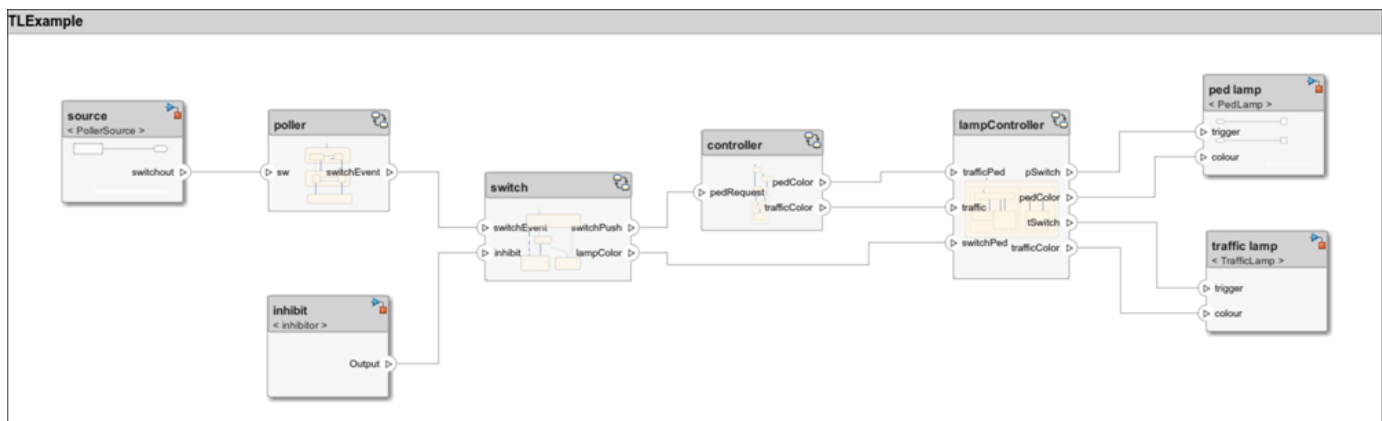 TLExample
source
< PollerSource >
switchout
poller
sw
switchEvent
switch
switchEvent
switchPush
inhibit
lampColor
inhibit
< inhibitor >
Output
controller
pedColor
pedRequest
trafficColor
lampController
trafficPed
pSwitch
pedColor
traffic
tSwitch
switchPed
trafficColor
ped lamp
< PedLamp >
trigger
colour
traffic lamp
< TrafficLamp >
trigger
colour